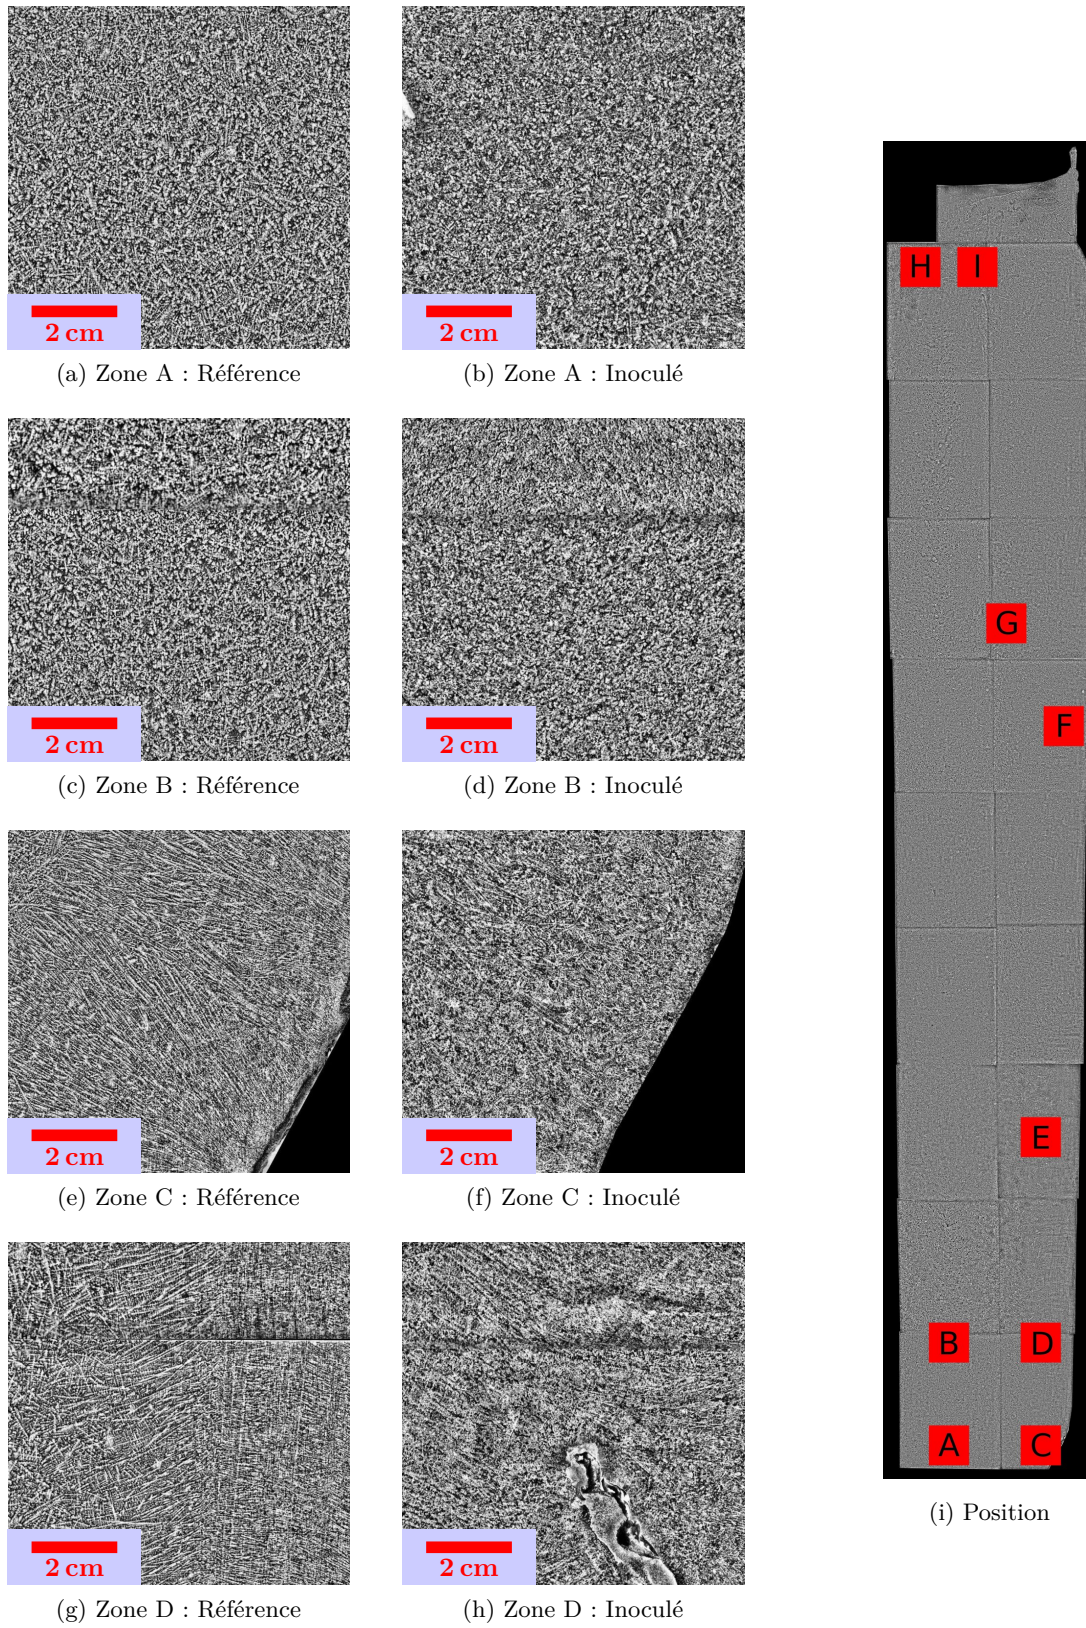 2 cm
2 cm
(a) Zone A : Référence
(b) Zone A : Inoculé
2 cm
2 cm
(c) Zone B : Référence
(d) Zone B : Inoculé
2 cm
2 cm
(e) Zone C : Référence
(f) Zone C : Inoculé
2 cm
2 cm
(g) Zone D : Référence
(h) Zone D : Inoculé
H
I
G
F
E
B
D
A
C
(i) Position